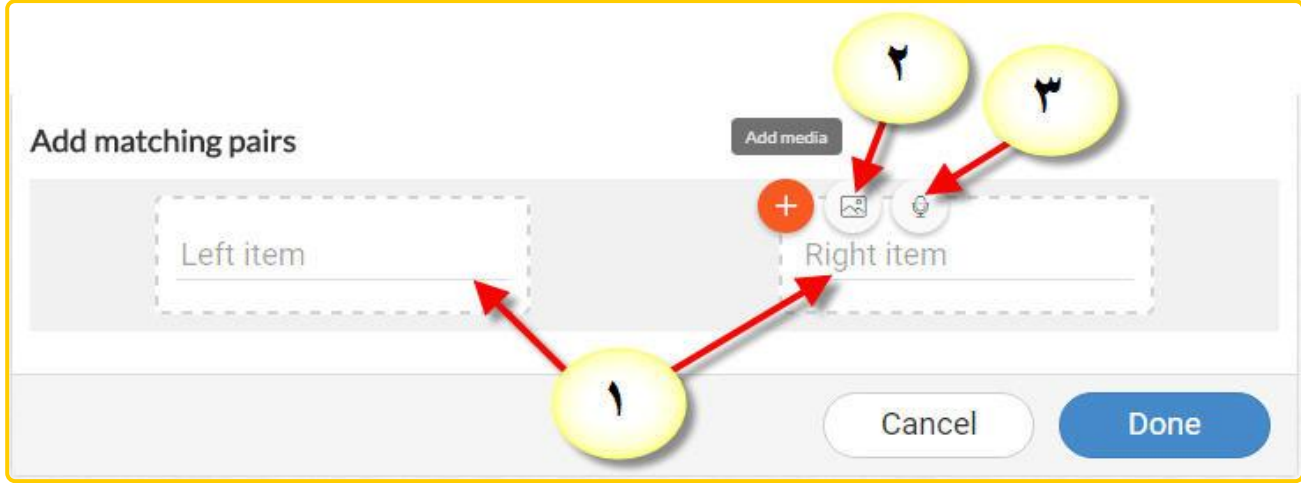 ٢
٣
Add matching pairs
Add media
Left item
Right item
١
Cancel
Done